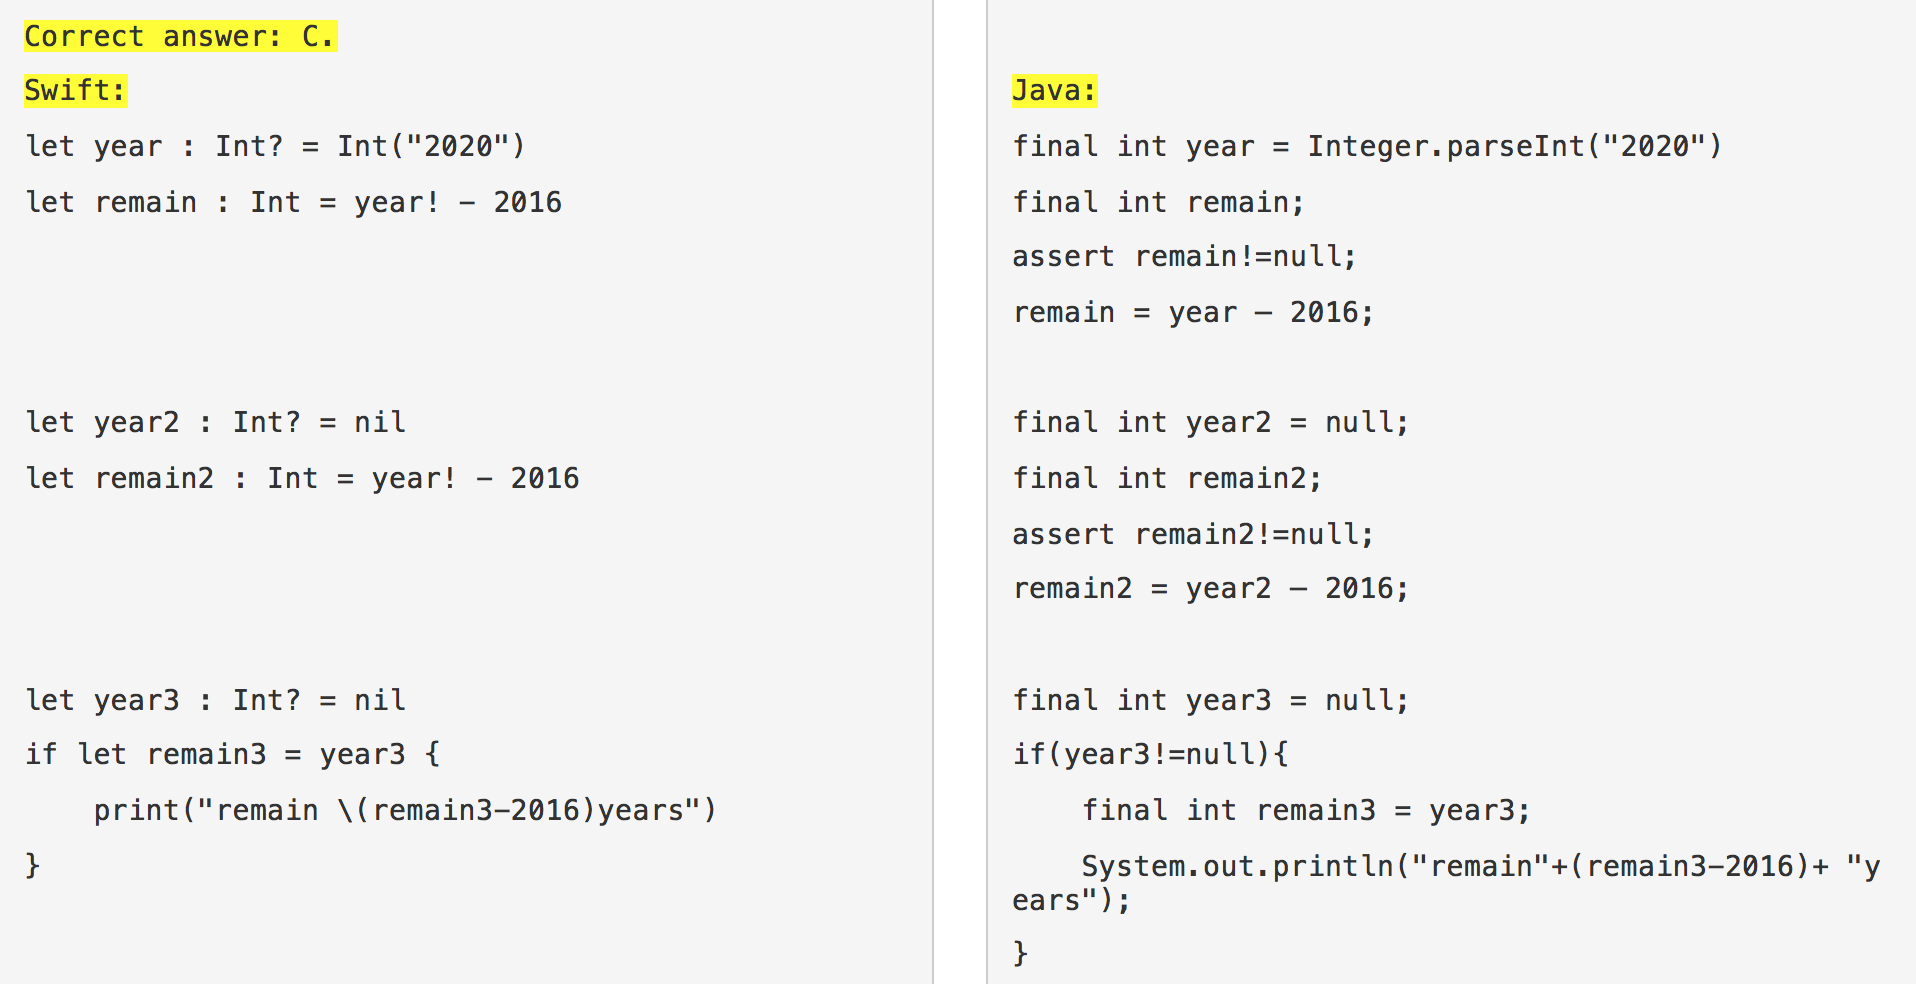 Correct answer: C.
Swift:
let year : Int? = Int("2020")
let remain : Int = year! - 2016
let year2 : Int? = nil
let remain2 : Int = year! - 2016
let year3 : Int? = nil
if let remain3 = year3 {
    print("remain \(remain3-2016)years")
}
Java:
final int year = Integer.parseInt("2020")
final int remain;
assert remain!=null;
remain = year – 2016;
final int year2 = null;
final int remain2;
assert remain2!=null;
remain2 = year2 – 2016;
final int year3 = null;
if(year3!=null){
    final int remain3 = year3;
    System.out.println("remain"+(remain3-2016)+ "y
ears");
}